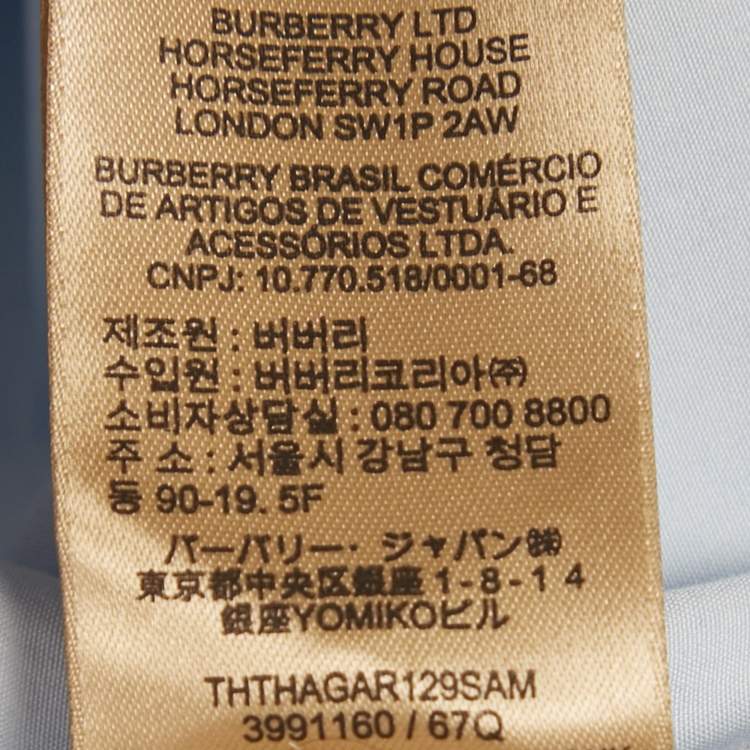 BURBERRY LTD
HORSEFERRY HOUSE
HORSEFERRY ROAD
LONDON SW1P 2AW
BURBERRY BRASIL COMÉRCIO
DE ARTIGOS DE VESTUÁRIO E
ACESSÓRIOS LTDA.
CNPJ: 10.770.518/0001-68
제조원 : 버버리
수입원 : 버버리코리아㈜
소비자상담실 : 080 700 8800
주 소 : 서울시 강남구 청담
동 90-19. 5F
バーバリー・ジャパン㈱
東京都中央区銀座 1-8-1 4
銀座YOMIKOビル
THTHAGAR129SAM
3991160 / 67Q